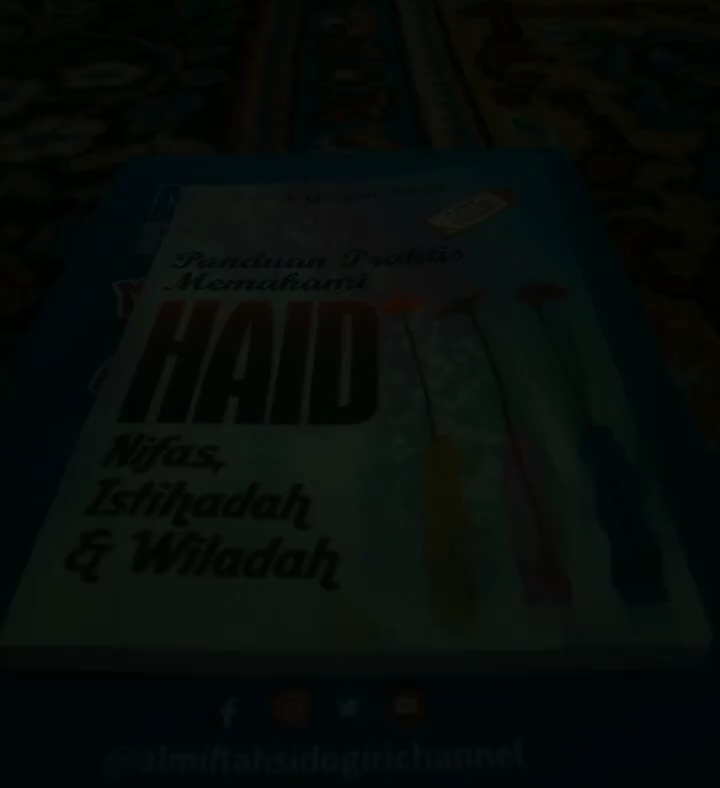 Panduan Praktis
Memahami
HAID
Nifas,
Istihadah
& Wiladah
@almiftahsidogirichannel